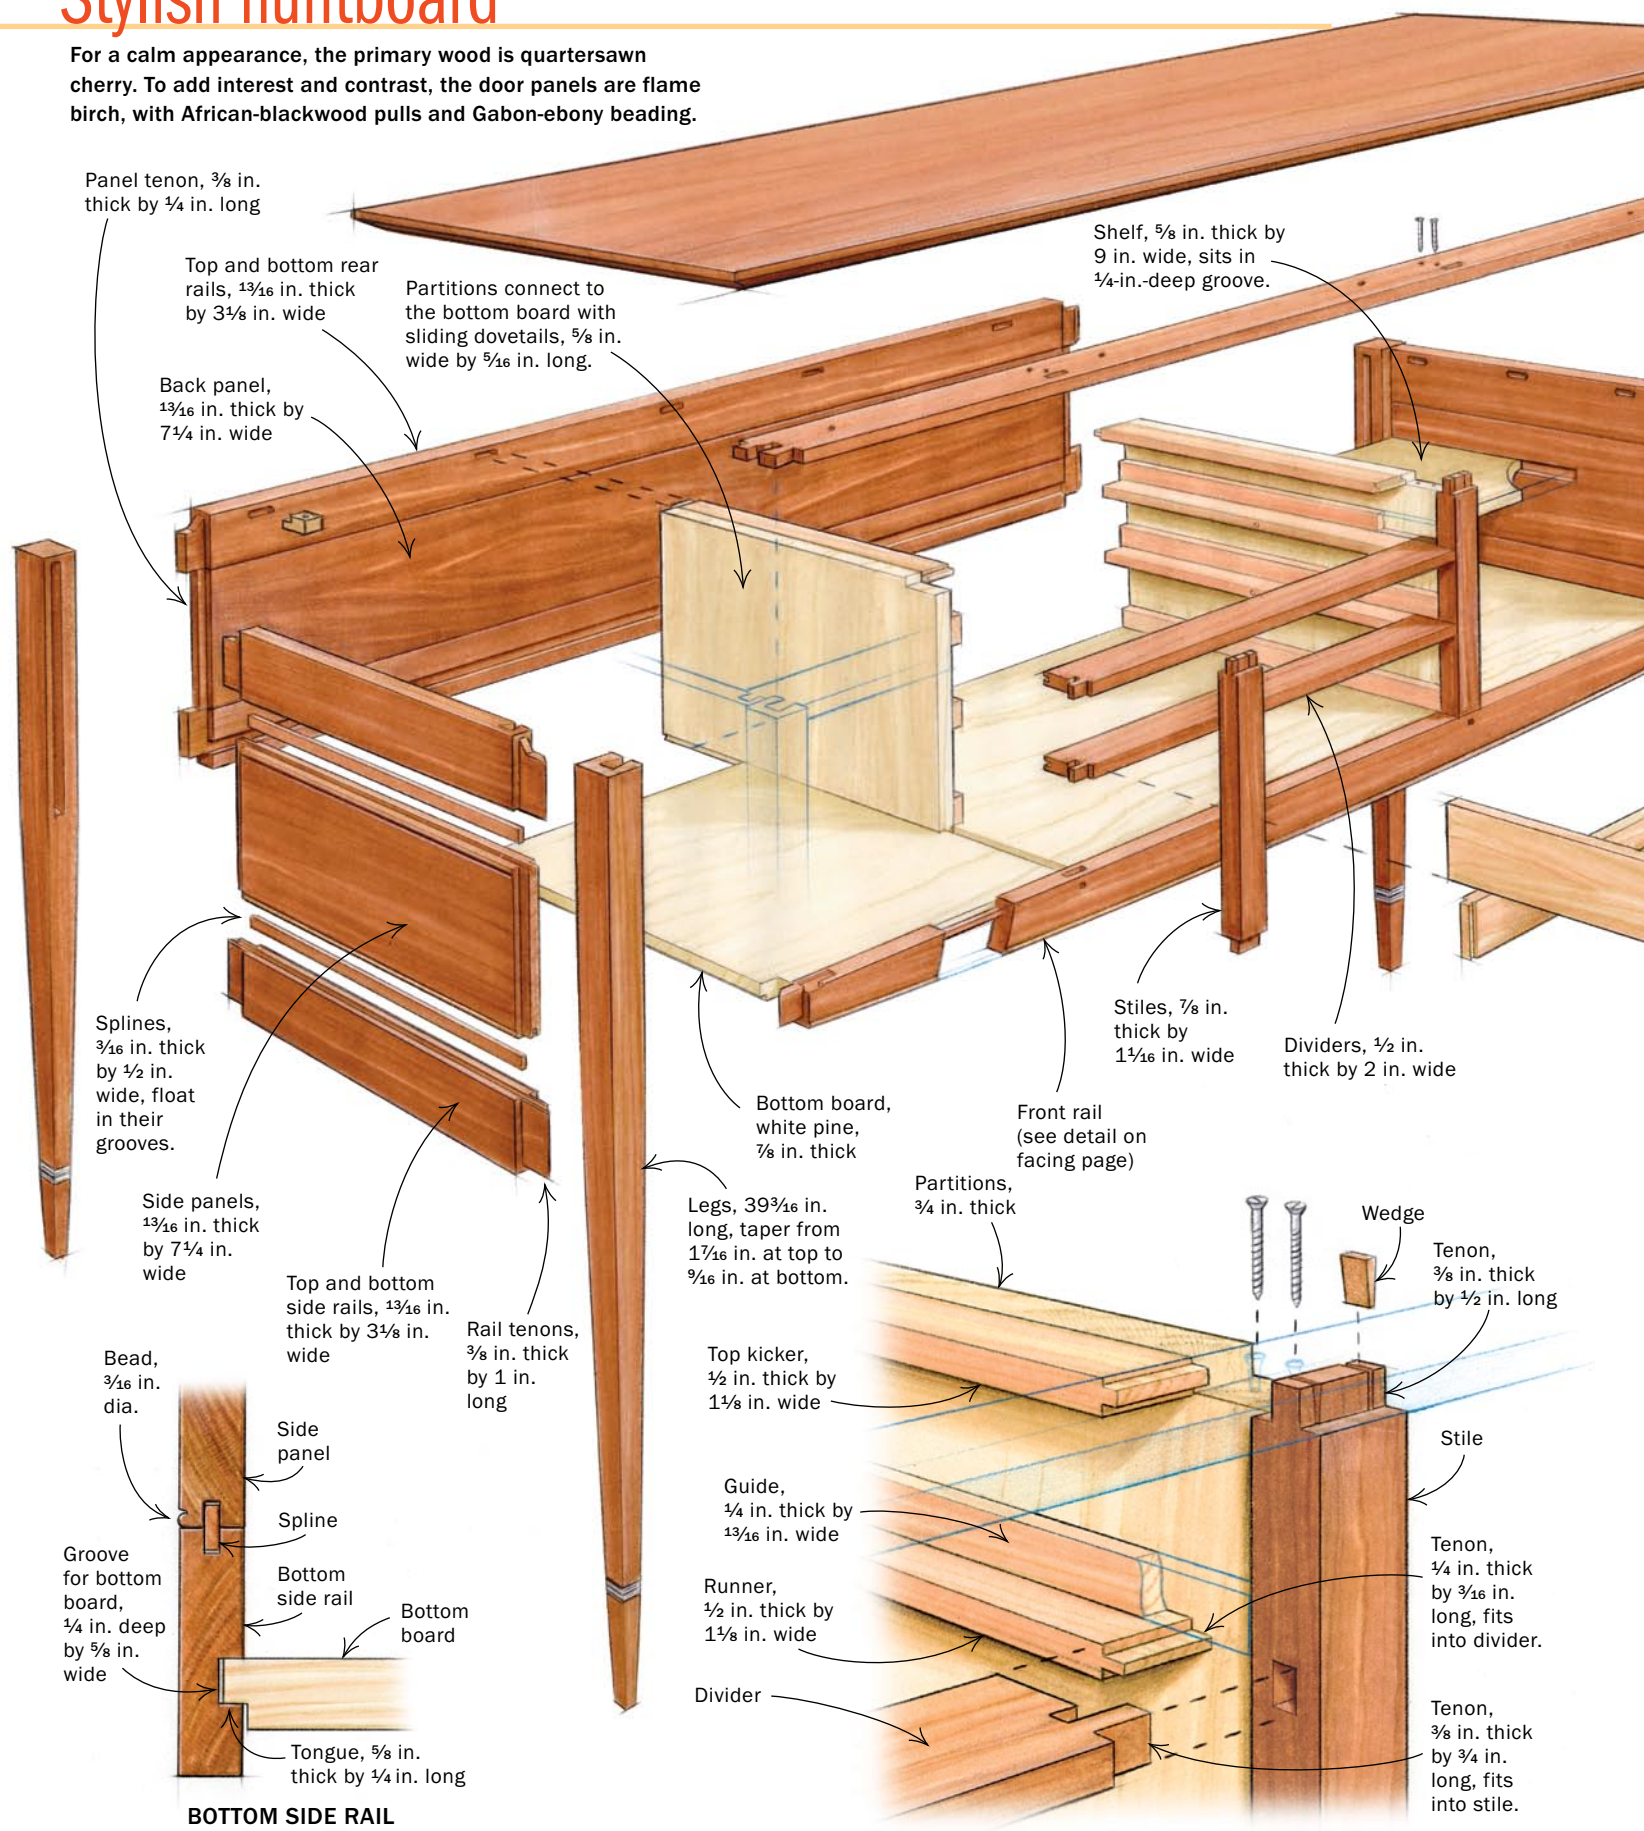 Stylish huntboard
For a calm appearance, the primary wood is quartersawn
cherry. To add interest and contrast, the door panels are flame
birch, with African-blackwood pulls and Gabon-ebony beading.
Panel tenon, 3⁄8 in.
thick by 1⁄4 in. long
Top and bottom rear
rails, 13⁄16 in. thick
by 31⁄8 in. wide
Partitions connect to
the bottom board with
sliding dovetails, 5⁄8 in.
wide by 5⁄16 in. long.
Shelf, 5⁄8 in. thick by
9 in. wide, sits in
1⁄4-in.-deep groove.
Back panel,
13⁄16 in. thick by
71⁄4 in. wide
Splines,
3⁄16 in. thick
by 1⁄2 in.
wide, float
in their
grooves.
Side panels,
13⁄16 in. thick
by 71⁄4 in.
wide
Top and bottom
side rails, 13⁄16 in.
thick by 31⁄8 in.
wide
Rail tenons,
3⁄8 in. thick
by 1 in.
long
Legs, 393⁄16 in.
long, taper from
17⁄16 in. at top to
9⁄16 in. at bottom.
Bottom board,
white pine,
7⁄8 in. thick
Front rail
(see detail on
facing page)
Stiles, 7⁄8 in.
thick by
11⁄16 in. wide
Dividers, 1⁄2 in.
thick by 2 in. wide
Bead,
3⁄16 in.
dia.
Side
panel
Spline
Groove
for bottom
board,
1⁄4 in. deep
by 5⁄8 in.
wide
Bottom
side rail
Bottom
board
Tongue, 5⁄8 in.
thick by 1⁄4 in. long
BOTTOM SIDE RAIL
Partitions,
3⁄4 in. thick
Wedge
Tenon,
3⁄8 in. thick
by 1⁄2 in. long
Top kicker,
1⁄2 in. thick by
11⁄8 in. wide
Stile
Guide,
1⁄4 in. thick by
13⁄16 in. wide
Runner,
1⁄2 in. thick by
11⁄8 in. wide
Tenon,
1⁄4 in. thick
by 3⁄16 in.
long, fits
into divider.
Divider
Tenon,
3⁄8 in. thick
by 3⁄4 in.
long, fits
into stile.